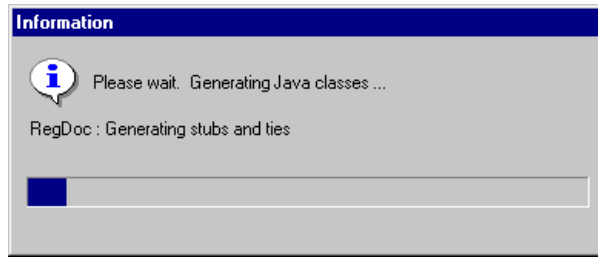 Information
Please wait.  Generating Java classes ...
RegDoc : Generating stubs and ties